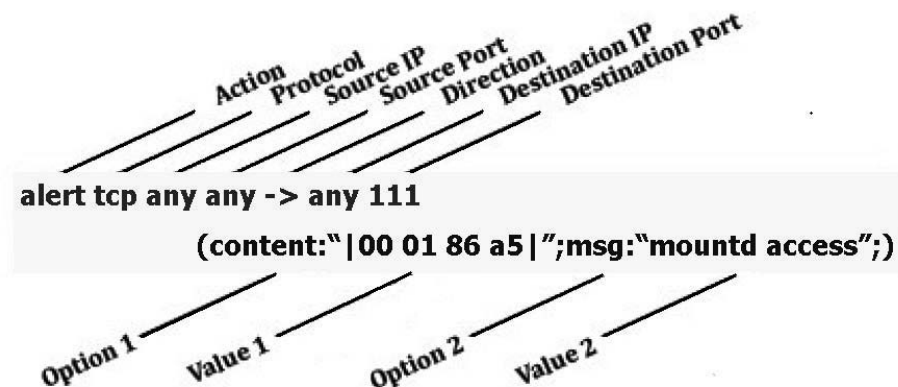 Action
Protocol
Source IP
Source Port
Direction
Destination IP
Destination Port
alert tcp any any -> any 111
(content:“|00 01 86 a5|”;msg:“mountd access”;)
Option 1
Value 1
Option 2
Value 2